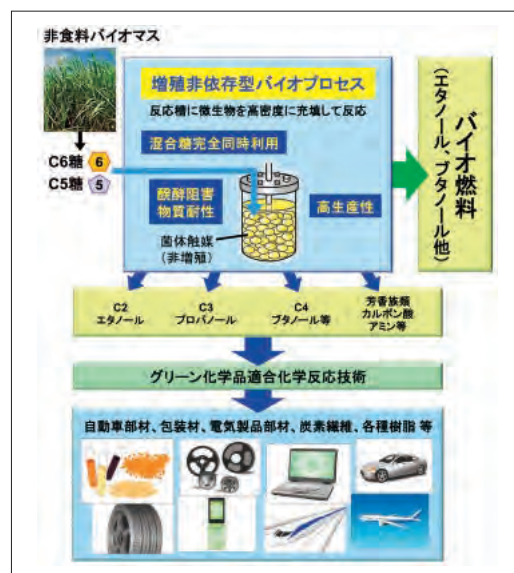 非食料バイオマス
C6糖 6
C5糖 5
増殖非依存型バイオプロセス
反応槽に微生物を高密度に充填して反応
混合糖完全同時利用
醗酵阻害
物質耐性
高生産性
菌体触媒
(非増殖)
バイオ燃料
(エタノール、ブタノール他)
C2
エタノール
C3
プロパノール
C4
ブタノール等
芳香族類
カルボン酸
アミン等
グリーン化学品適合化学反応技術
自動車部材、包装材、電気製品部材、炭素繊維、各種樹脂 等